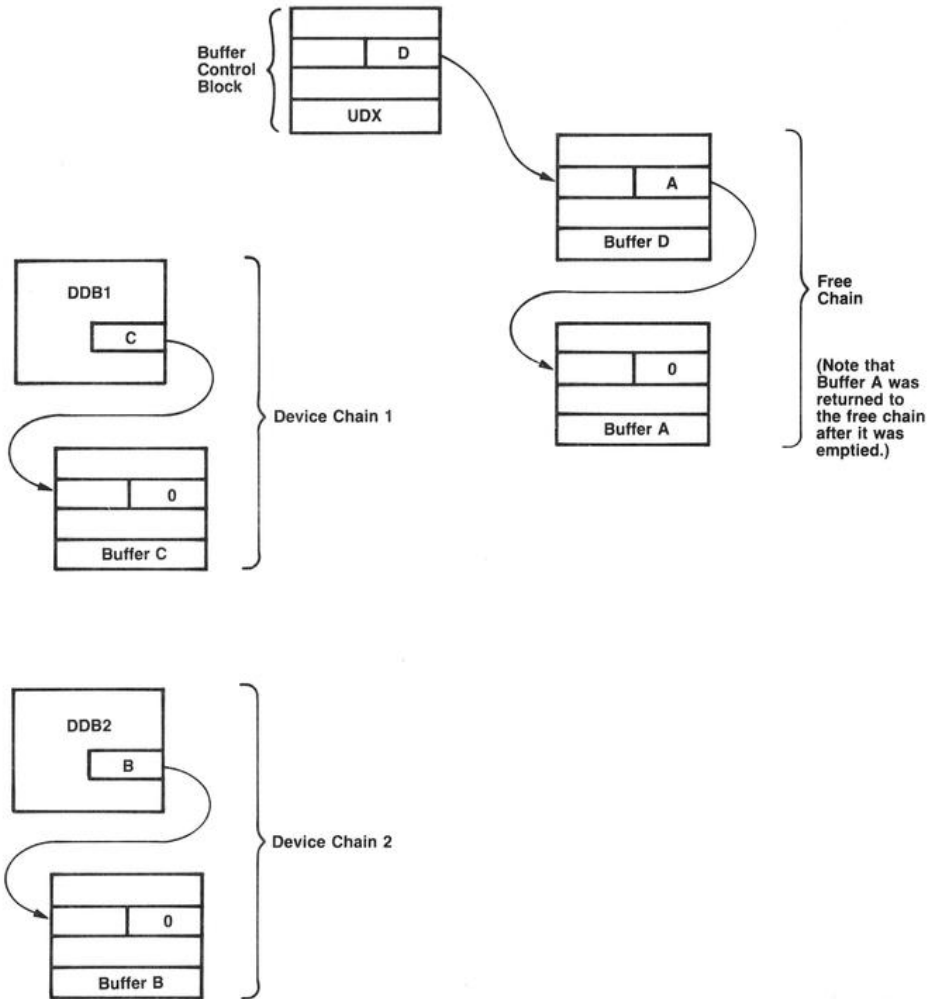 Buffer
Control
Block
D
UDX
A
Buffer D
Free
Chain
0
Buffer A
(Note that
Buffer A was
returned to
the free chain
after it was
emptied.)
DDB1
C
Device Chain 1
0
Buffer C
DDB2
B
Device Chain 2
0
Buffer B